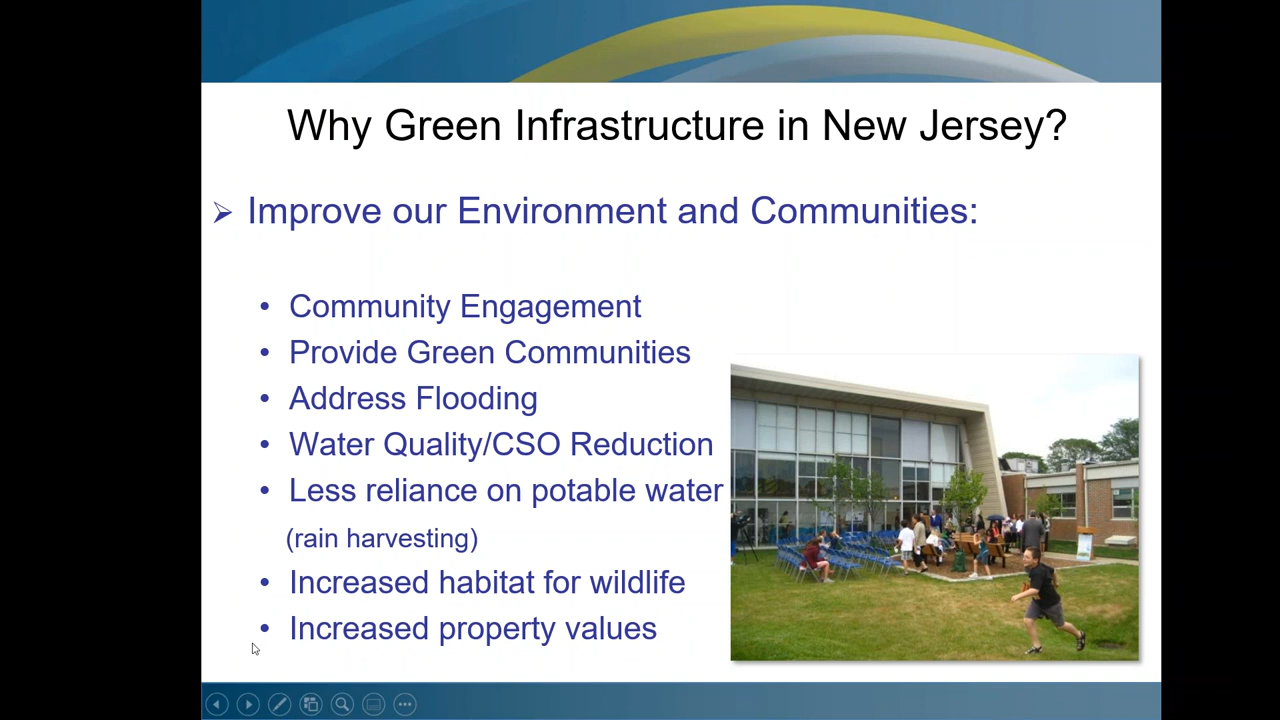 Why Green Infrastructure in New Jersey?
➢ Improve our Environment and Communities:
• Community Engagement
• Provide Green Communities
• Address Flooding
• Water Quality/CSO Reduction
• Less reliance on potable water
(rain harvesting)
• Increased habitat for wildlife
• Increased property values